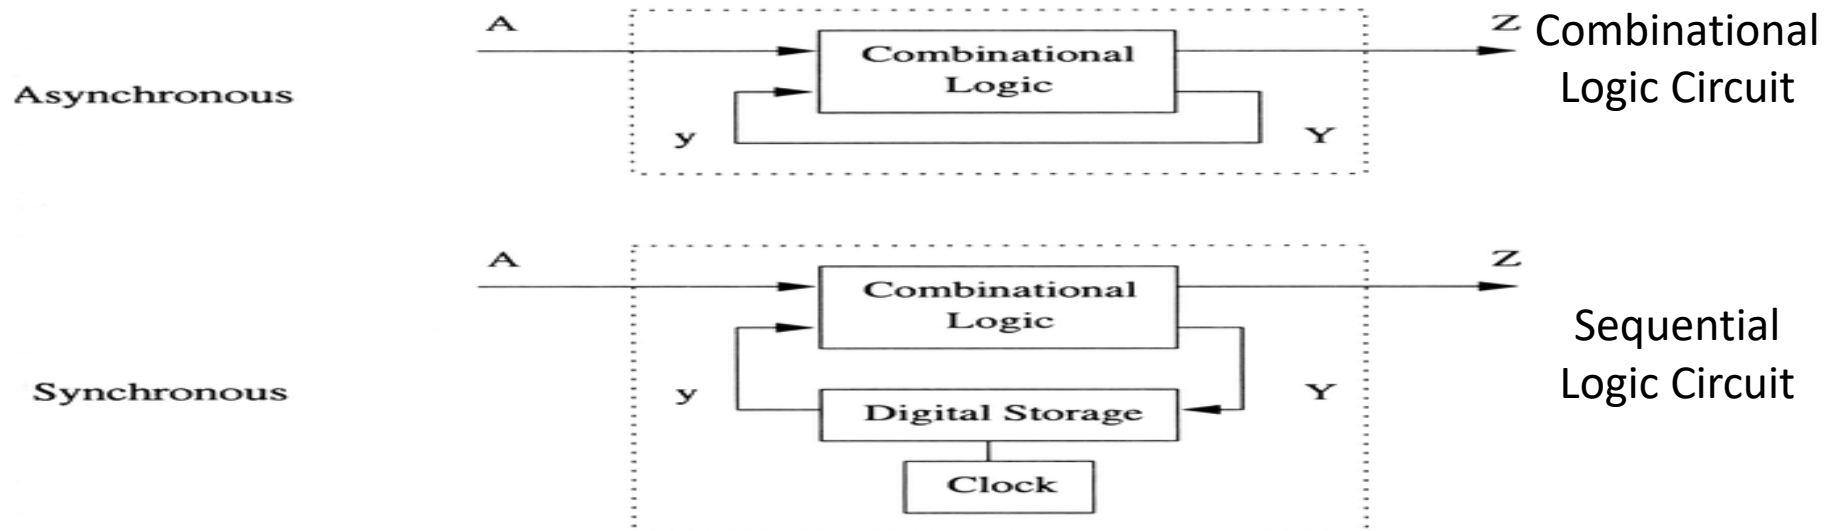 A
Z
Combinational
Logic Circuit
Asynchronous
Combinational
Logic
y
Y
A
Z
Combinational
Logic
Sequential
Logic Circuit
Synchronous
y
Y
Digital Storage
Clock